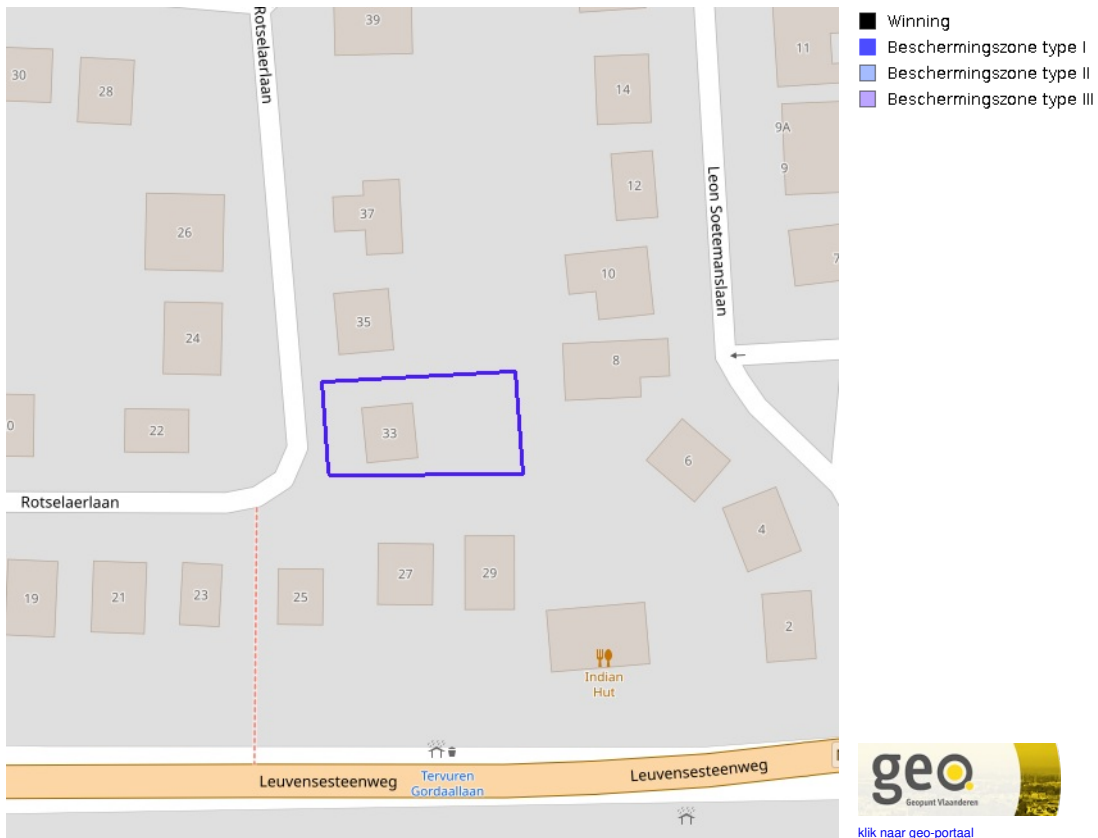 Rotselaerlaan
39
30
28
14
11
Winning
Beschermingszone type I
Beschermingszone type II
Beschermingszone type III
9A
9
12
Leon Soetemanslaan
37
26
10
7
35
24
8
33
22
0
6
Rotselaerlaan
4
27
29
19
21
23
25
2
Indian
Hut
Leuvensesteenweg
Tervuren
Gordaallaan
Leuvensesteenweg
geo.
Geopunt Vlaanderen
klik naar geo-portaal